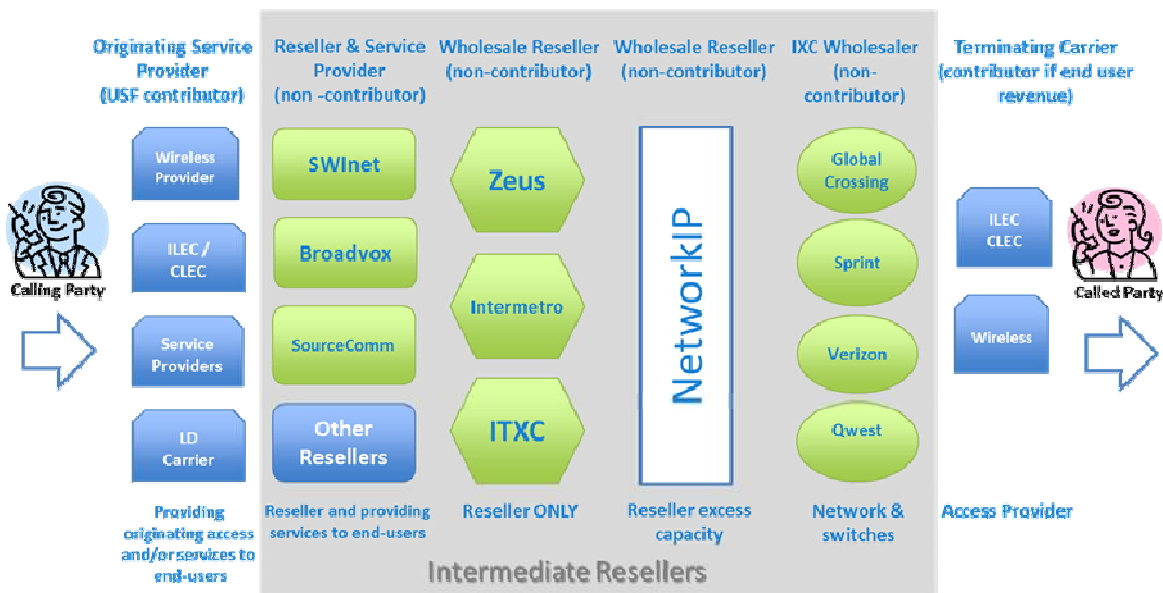 Originating Service
Provider
(USF contributor)
Reseller & Service
Provider
(non -contributor)
Wholesale Reseller
(non-contributor)
Wholesale Reseller
(non-contributor)
IXC Wholesaler
(non-
contributor)
Terminating Carrier
(contributor if end user
revenue)
Calling Party
Wireless
Provider
ILEC /
CLEC
Service
Providers
LD
Carrier
SWInet
Broadvox
SourceComm
Other
Resellers
Zeus
Intermetro
ITXC
NetworkIP
Global
Crossing
Sprint
Verizon
Qwest
ILEC
CLEC
Wireless
Called Party
Providing
originating access
and/or services to
end-users
Reseller and providing
services to end-users
Reseller ONLY
Reseller excess
capacity
Network &
switches
Access Provider
Intermediate Resellers